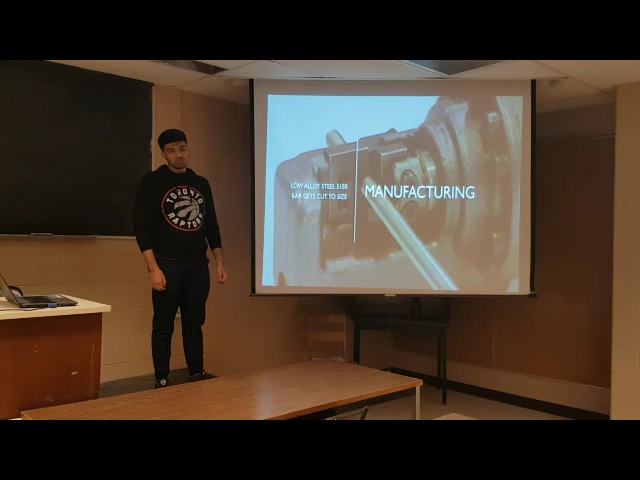 TORONTO
RAPTORS
LOW ALLOY STEEL 5150
BAR GETS CUT TO SIZE
MANUFACTURING